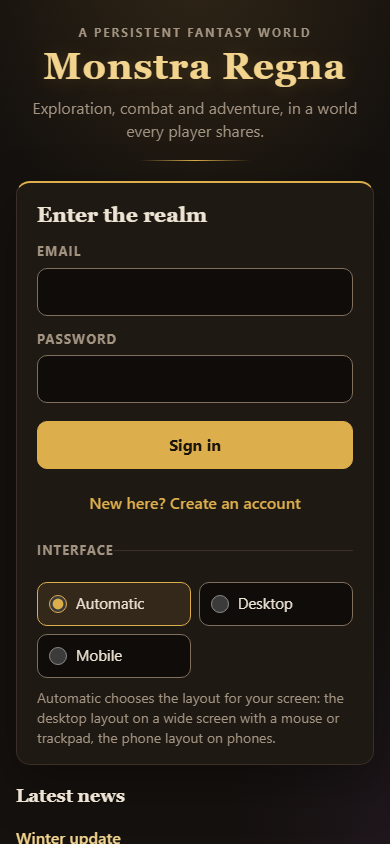 A PERSISTENT FANTASY WORLD
Monstra Regna
Exploration, combat and adventure, in a world
every player shares.
Enter the realm
EMAIL
PASSWORD
Sign in
New here? Create an account
INTERFACE
Automatic
Desktop
Mobile
Automatic chooses the layout for your screen: the
desktop layout on a wide screen with a mouse or
trackpad, the phone layout on phones.
Latest news
Winter update